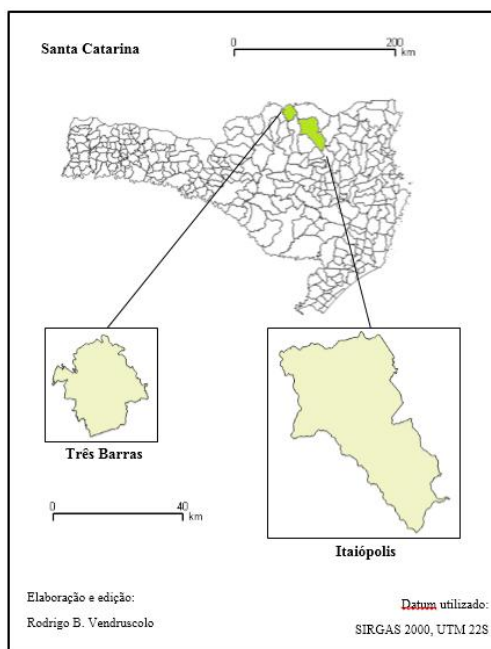 Santa Catarina
0 200
km
Três Barras
0 40
km
Itaiópolis
Elaboração e edição:
Rodrigo B. Vendruscolo
Datum utilizado:
SIRGAS 2000, UTM 22S